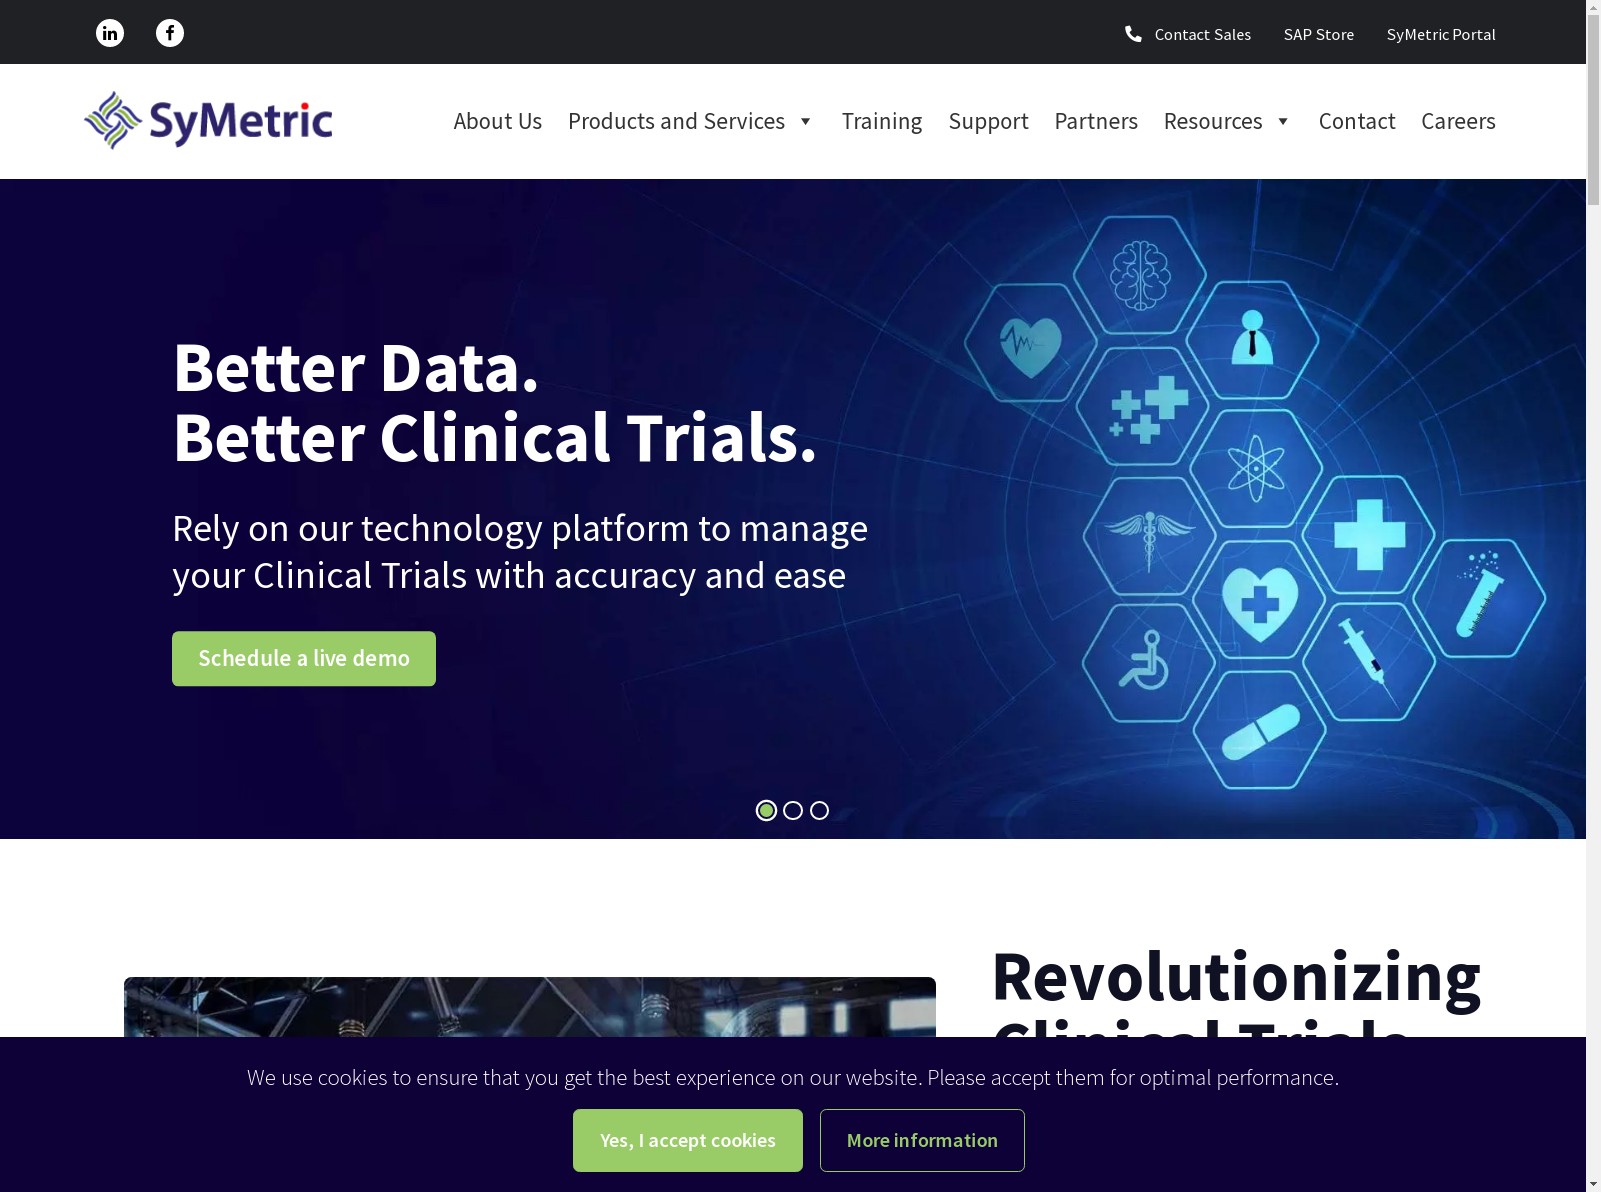 Contact Sales
SAP Store
SyMetric Portal
SyMetric
About Us
Products and Services
Training
Support
Partners
Resources
Contact
Careers
Better Data.
Better Clinical Trials.
Rely on our technology platform to manage
your Clinical Trials with accuracy and ease
Schedule a live demo
Revolutionizing
Clinical Trials
We use cookies to ensure that you get the best experience on our website. Please accept them for optimal performance.
Yes, I accept cookies
More information